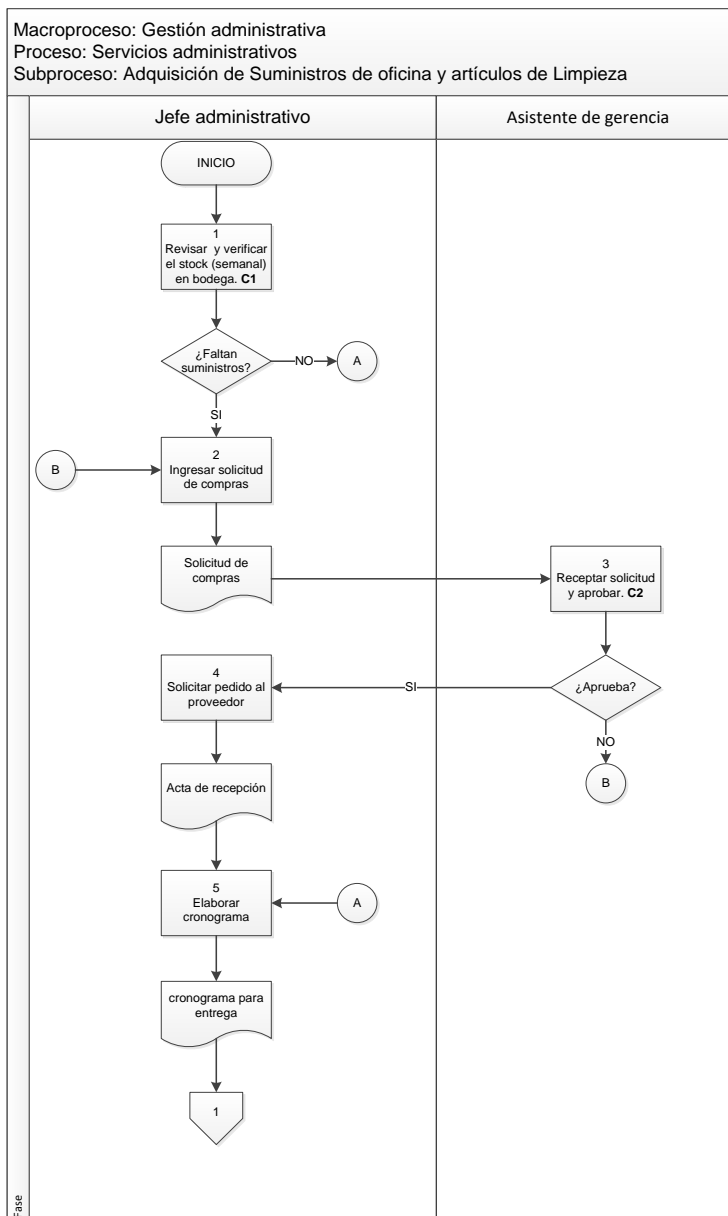 Macroproceso: Gestión administrativa
Proceso: Servicios administrativos
Subproceso: Adquisición de Suministros de oficina y artículos de Limpieza
Jefe administrativo
Asistente de gerencia
INICIO
1
Revisar y verificar
el stock (semanal)
en bodega. C1
¿Faltan
suministros?
NO
A
SI
B
2
Ingresar solicitud
de compras
Solicitud de
compras
3
Receptar solicitud
y aprobar. C2
¿Aprueba?
SI
NO
B
4
Solicitar pedido al
proveedor
Acta de recepción
5
Elaborar
cronograma
A
cronograma para
entrega
1
Fase